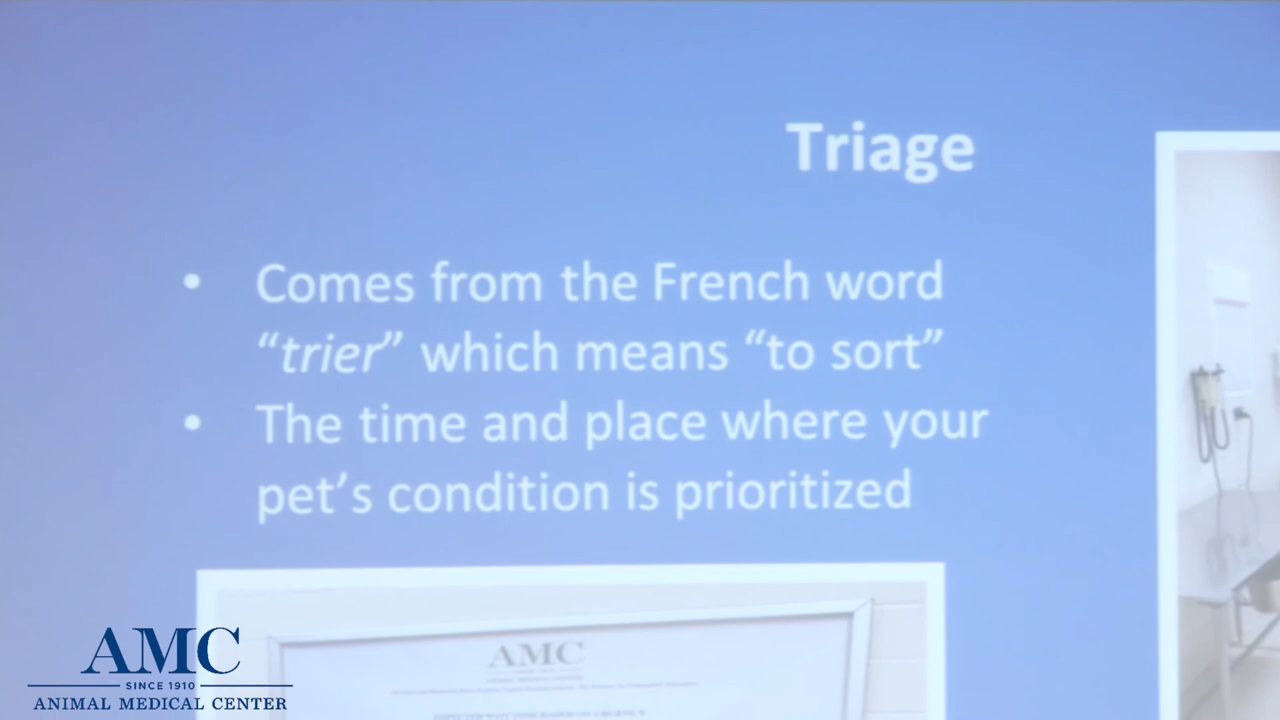 Triage
• Comes from the French word
“trier” which means “to sort”
• The time and place where your
pet’s condition is prioritized
AMC
AMC
SINCE 1910
ANIMAL MEDICAL CENTER